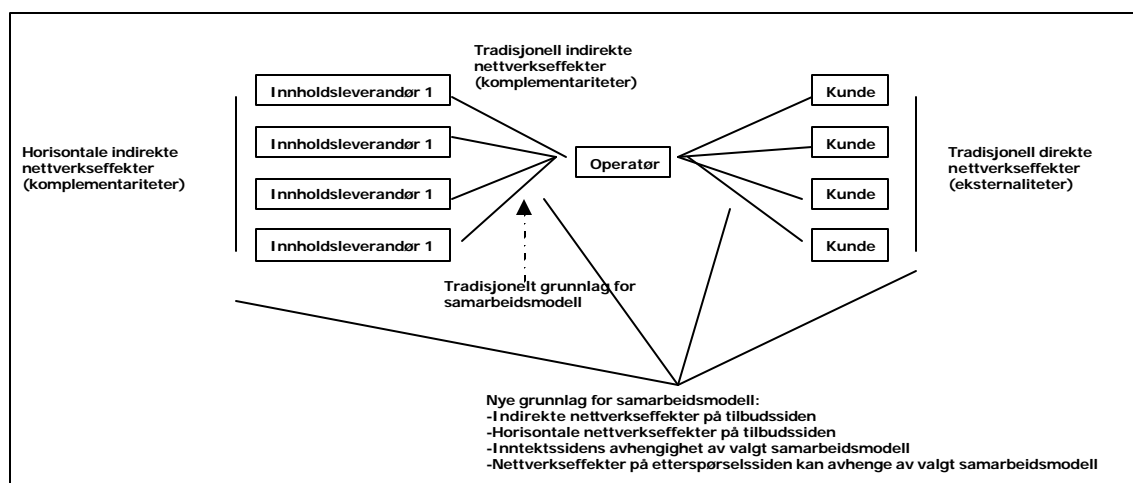 Tradisjonell indirekte
nettverkseffekter
(komplementariteter)
Innholdsleverandør 1
Innholdsleverandør 1
Innholdsleverandør 1
Innholdsleverandør 1
Horisontale indirekte
nettverkseffekter
(komplementariteter)
Operatør
Kunde
Kunde
Kunde
Kunde
Tradisjonell direkte
nettverkseffekter
(eksternaliteter)
Tradisjonelt grunnlag for
samarbeidsmodell
Nye grunnlag for samarbeidsmodell:
-Indirekte nettverkseffekter på tilbudssiden
-Horisontale nettverkseffekter på tilbudssiden
-Inntektssidens avhengighet av valgt samarbeidsmodell
-Nettverkseffekter på etterspørselssiden kan avhenge av valgt samarbeidsmodell